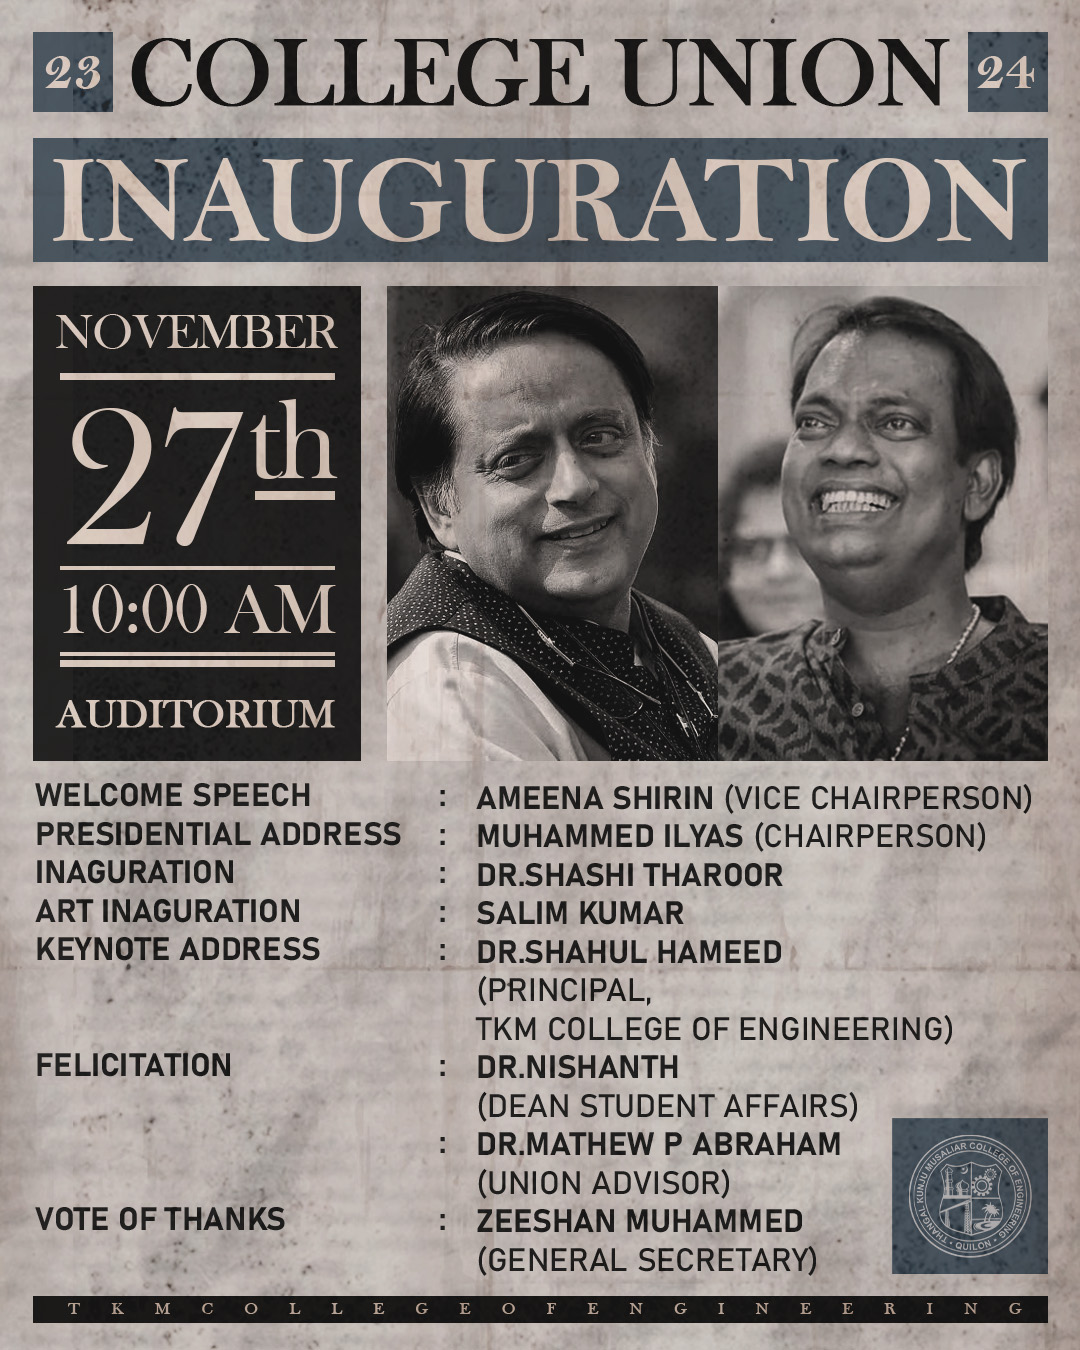 23 COLLEGE UNION 24
INAUGURATION
NOVEMBER
27th
10:00 AM
AUDITORIUM
WELCOME SPEECH : AMEENA SHIRIN (VICE CHAIRPERSON)
PRESIDENTIAL ADDRESS : MUHAMMED ILYAS (CHAIRPERSON)
INAGURATION : DR.SHASHI THAROOR
ART INAGURATION : SALIM KUMAR
KEYNOTE ADDRESS : DR.SHAHUL HAMEED
(PRINCIPAL,
TKM COLLEGE OF ENGINEERING)
FELICITATION : DR.NISHANTH
(DEAN STUDENT AFFAIRS)
: DR.MATHEW P ABRAHAM
(UNION ADVISOR)
VOTE OF THANKS : ZEESHAN MUHAMMED
(GENERAL SECRETARY)
THANGAL KUNJU MUSALIAR COLLEGE OF ENGINEERING
• QUILON •
T K M C O L L E G E O F E N G I N E E R I N G